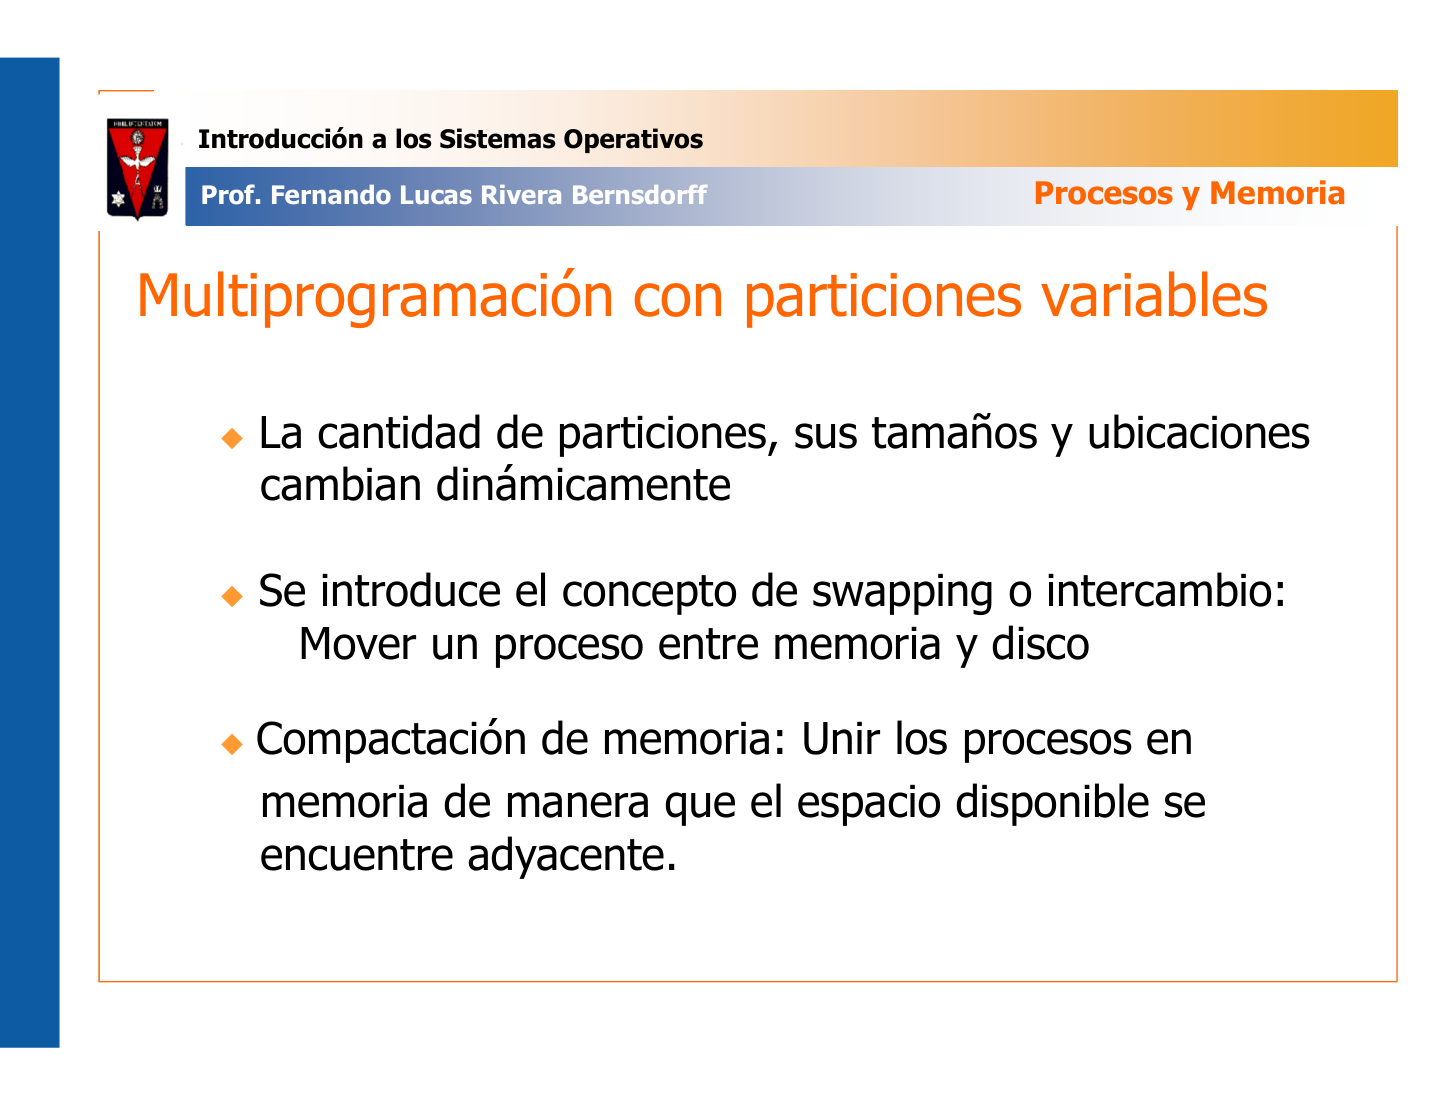 Introducción a los Sistemas Operativos
Prof. Fernando Lucas Rivera Bernsdorff
Procesos y Memoria
Multiprogramación con particiones variables
La cantidad de particiones, sus tamaños y ubicaciones
cambian dinámicamente
Se introduce el concepto de swapping o intercambio:
Mover un proceso entre memoria y disco
Compactación de memoria: Unir los procesos en
memoria de manera que el espacio disponible se
encuentre adyacente.